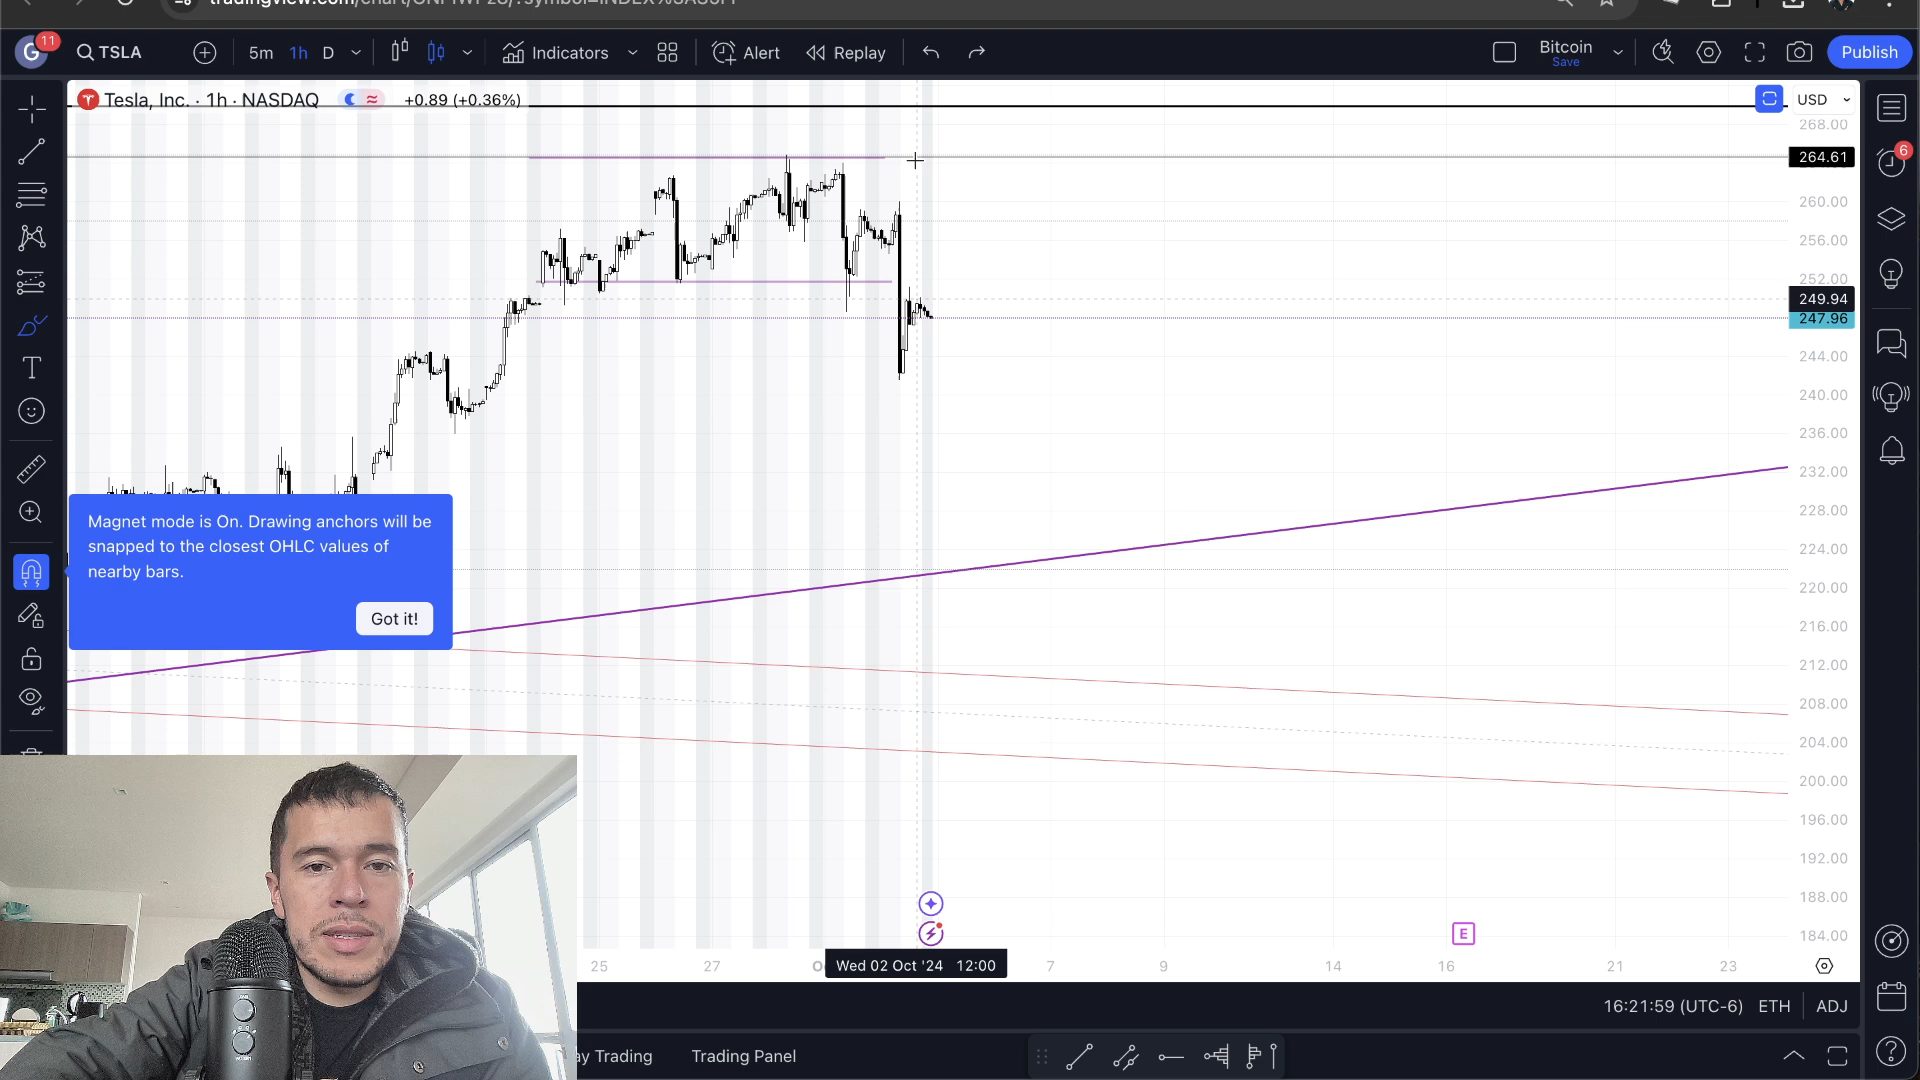 G
11
TSLA
5m
1h
D
Indicators
Alert
Replay
Bitcoin
Save
Publish
Tesla, Inc. · 1h · NASDAQ
+0.89 (+0.36%)
USD
268.00
264.61
260.00
256.00
252.00
249.94
247.96
244.00
240.00
236.00
232.00
228.00
224.00
220.00
216.00
212.00
208.00
204.00
200.00
196.00
192.00
188.00
184.00
6
Magnet mode is On. Drawing anchors will be
snapped to the closest OHLC values of
nearby bars.
Got it!
E
25
27
Wed 02 Oct '24 12:00
7
9
14
16
21
23
16:21:59 (UTC-6)
ETH
ADJ
Trading
Trading Panel